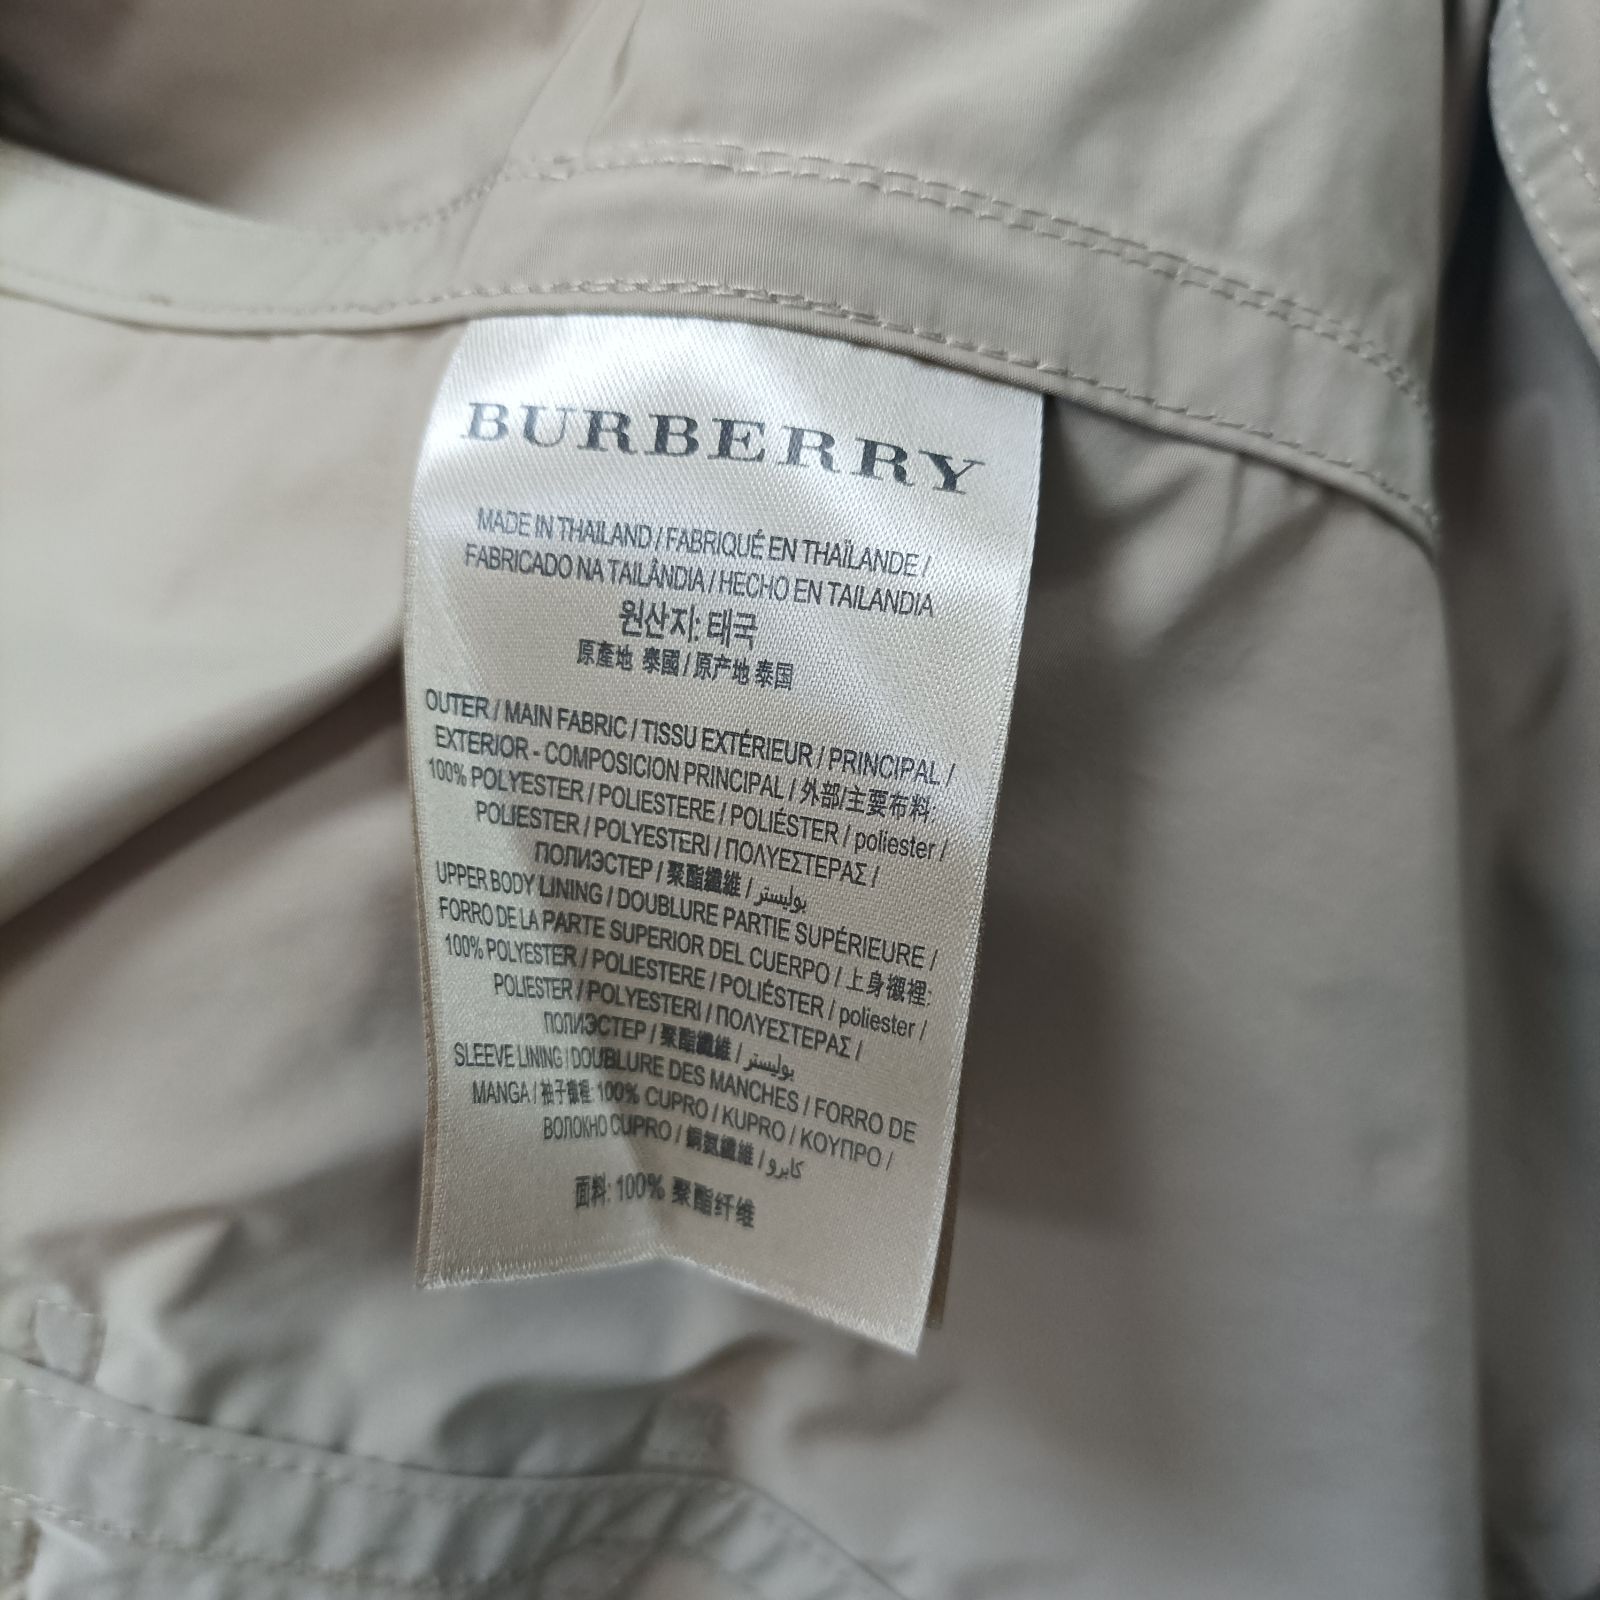 BURBERRY
MADE IN THAILAND / FABRIQUÉ EN THAÏLANDE /
FABRICADO NA TAILÂNDIA / HECHO EN TAILANDIA
원산지: 태국
原產地 泰國 / 原产地 泰国
OUTER / MAIN FABRIC / TISSU EXTÉRIEUR / PRINCIPAL /
EXTERIOR - COMPOSICION PRINCIPAL / 外部/主要布料:
100% POLYESTER / POLIESTERE / POLIÉSTER / poliester /
POLIESTER / POLYESTERI / ΠΟΛΥΕΣΤΕΡΑΣ /
ПОЛИЭСТЕР / 聚酯纖維 / بوليستر
UPPER BODY LINING / DOUBLURE PARTIE SUPÉRIEURE /
FORRO DE LA PARTE SUPERIOR DEL CUERPO / 上身襯裡:
100% POLYESTER / POLIESTERE / POLIÉSTER / poliester /
POLIESTER / POLYESTERI / ΠΟΛΥΕΣΤΕΡΑΣ /
ПОЛИЭСТЕР / 聚酯纖維 / بوليستر
SLEEVE LINING / DOUBLURE DES MANCHES / FORRO DE
MANGA / 袖子襯裡: 100% CUPRO / KUPRO / ΚΟΥΠΡΟ /
ВОЛОКНО CUPRO / 銅氨纖維 / كابرو
面料: 100% 聚酯纤维